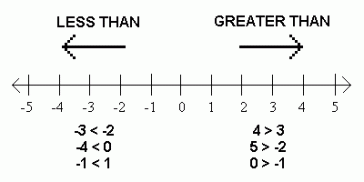 LESS THAN GREATER THAN
-5 -4 -3 -2 -1 0 1 2 3 4 5
-3 < -2 4 > 3
-4 < 0 5 > -2
-1 < 1 0 > -1